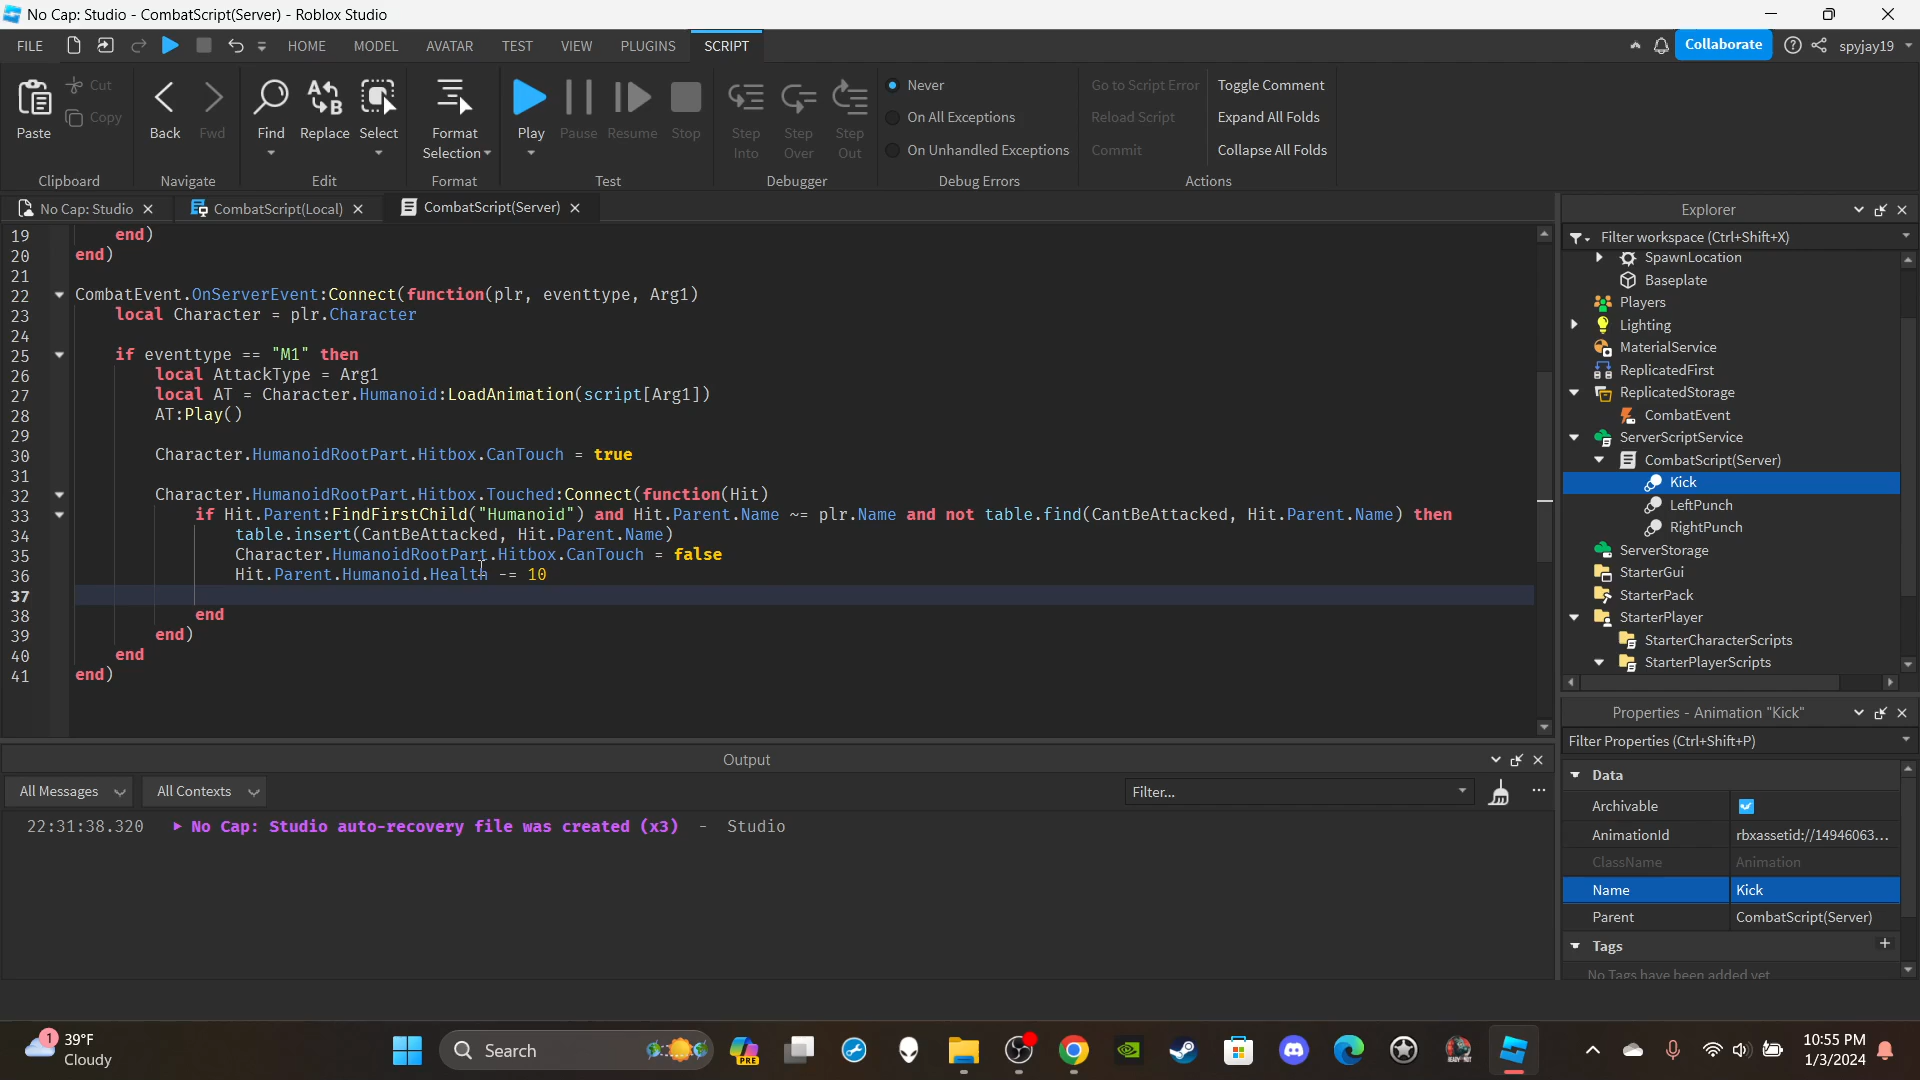 No Cap: Studio - CombatScript(Server) - Roblox Studio
FILE HOME MODEL AVATAR TEST VIEW PLUGINS SCRIPT Collaborate spyjay19
Paste Cut Copy Back Fwd Find Replace Select Format Selection Play Pause Resume Stop Step Into Step Over Step Out
Never
On All Exceptions
On Unhandled Exceptions
Go to Script Error
Reload Script
Commit
Toggle Comment
Expand All Folds
Collapse All Folds
Clipboard Navigate Edit Format Test Debugger Debug Errors Actions
No Cap: Studio CombatScript(Local) CombatScript(Server)
19 end)
20 end)
21
22 CombatEvent.OnServerEvent:Connect(function(plr, eventtype, Arg1)
23 local Character = plr.Character
24
25 if eventtype == "M1" then
26 local AttackType = Arg1
27 local AT = Character.Humanoid:LoadAnimation(script[Arg1])
28 AT:Play()
29
30 Character.HumanoidRootPart.Hitbox.CanTouch = true
31
32 Character.HumanoidRootPart.Hitbox.Touched:Connect(function(Hit)
33 if Hit.Parent:FindFirstChild("Humanoid") and Hit.Parent.Name ~= plr.Name and not table.find(CantBeAttacked, Hit.Parent.Name) then
34 table.insert(CantBeAttacked, Hit.Parent.Name)
35 Character.HumanoidRootPart.Hitbox.CanTouch = false
36 Hit.Parent.Humanoid.Health -= 10
37
38 end
39 end)
40 end
41 end)
Output
All Messages All Contexts Filter...
22:31:38.320 No Cap: Studio auto-recovery file was created (x3) - Studio
Explorer
Filter workspace (Ctrl+Shift+X)
SpawnLocation
Baseplate
Players
Lighting
MaterialService
ReplicatedFirst
ReplicatedStorage
CombatEvent
ServerScriptService
CombatScript(Server)
Kick
LeftPunch
RightPunch
ServerStorage
StarterGui
StarterPack
StarterPlayer
StarterCharacterScripts
StarterPlayerScripts
Properties - Animation "Kick"
Filter Properties (Ctrl+Shift+P)
Data
Archivable
AnimationId rbxassetid://14946063...
ClassName Animation
Name Kick
Parent CombatScript(Server)
Tags +
No Tags have been added yet
1 39°F
Cloudy
Search
PRE
10:55 PM
1/3/2024